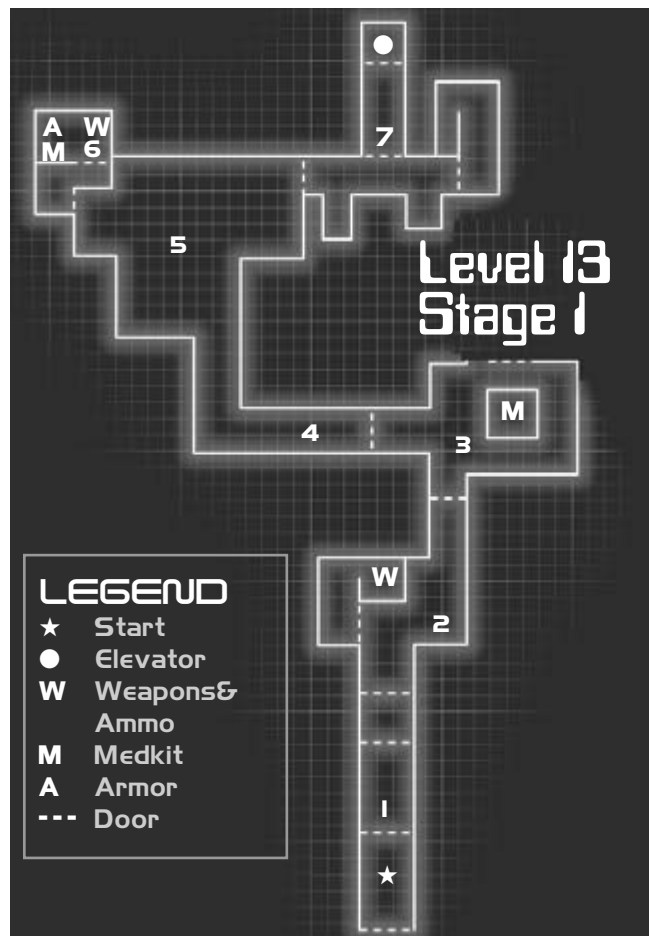 7
A W
M 6
5
Level 13
Stage 1
M
4
3
W
2
1
LEGEND
Start
Elevator
W Weapons&
Ammo
M Medkit
A Armor
--- Door